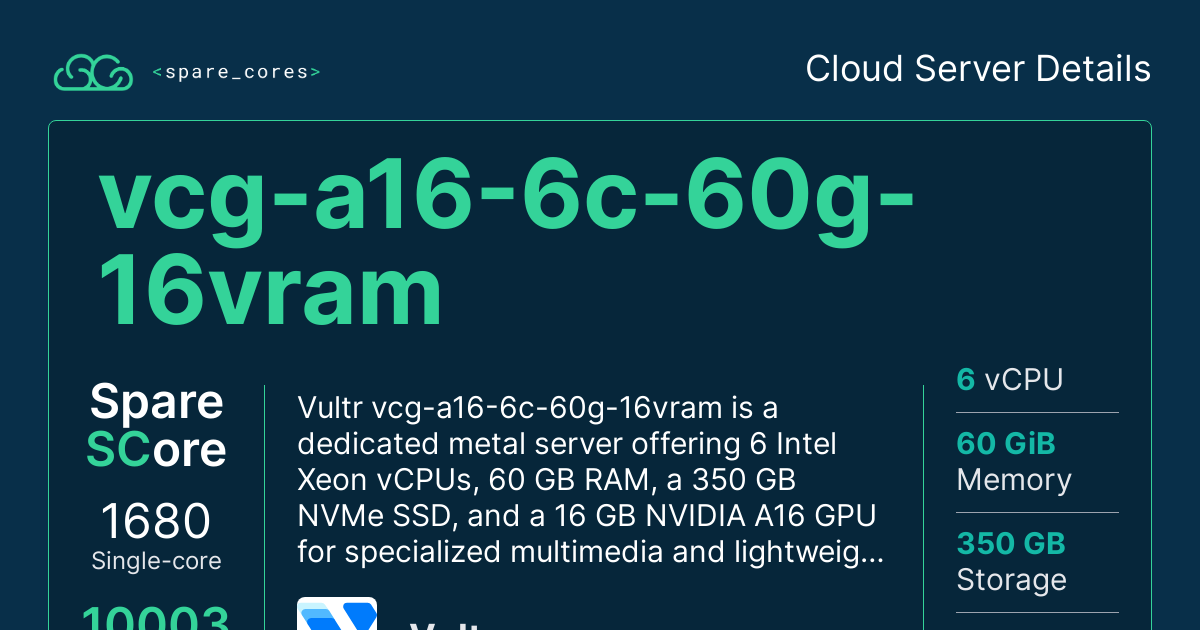 <spare_cores>
Cloud Server Details
vcg-a16-6c-60g-
16vram
Spare
SCore
1680
Single-core
10003
Vultr vcg-a16-6c-60g-16vram is a
dedicated metal server offering 6 Intel
Xeon vCPUs, 60 GB RAM, a 350 GB
NVMe SSD, and a 16 GB NVIDIA A16 GPU
for specialized multimedia and lightweig...
Vultr
6 vCPU
60 GiB
Memory
350 GB
Storage